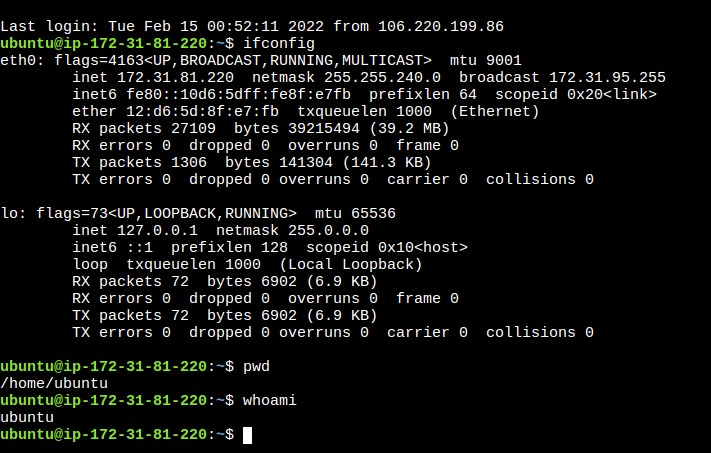 Last login: Tue Feb 15 00:52:11 2022 from 106.220.199.86
ubuntu@ip-172-31-81-220:~$ ifconfig
eth0: flags=4163<UP,BROADCAST,RUNNING,MULTICAST>  mtu 9001
        inet 172.31.81.220  netmask 255.255.240.0  broadcast 172.31.95.255
        inet6 fe80::10d6:5dff:fe8f:e7fb  prefixlen 64  scopeid 0x20<link>
        ether 12:d6:5d:8f:e7:fb  txqueuelen 1000  (Ethernet)
        RX packets 27109  bytes 39215494 (39.2 MB)
        RX errors 0  dropped 0  overruns 0  frame 0
        TX packets 1306  bytes 141304 (141.3 KB)
        TX errors 0  dropped 0 overruns 0  carrier 0  collisions 0

lo: flags=73<UP,LOOPBACK,RUNNING>  mtu 65536
        inet 127.0.0.1  netmask 255.0.0.0
        inet6 ::1  prefixlen 128  scopeid 0x10<host>
        loop  txqueuelen 1000  (Local Loopback)
        RX packets 72  bytes 6902 (6.9 KB)
        RX errors 0  dropped 0  overruns 0  frame 0
        TX packets 72  bytes 6902 (6.9 KB)
        TX errors 0  dropped 0 overruns 0  carrier 0  collisions 0

ubuntu@ip-172-31-81-220:~$ pwd
/home/ubuntu
ubuntu@ip-172-31-81-220:~$ whoami
ubuntu
ubuntu@ip-172-31-81-220:~$